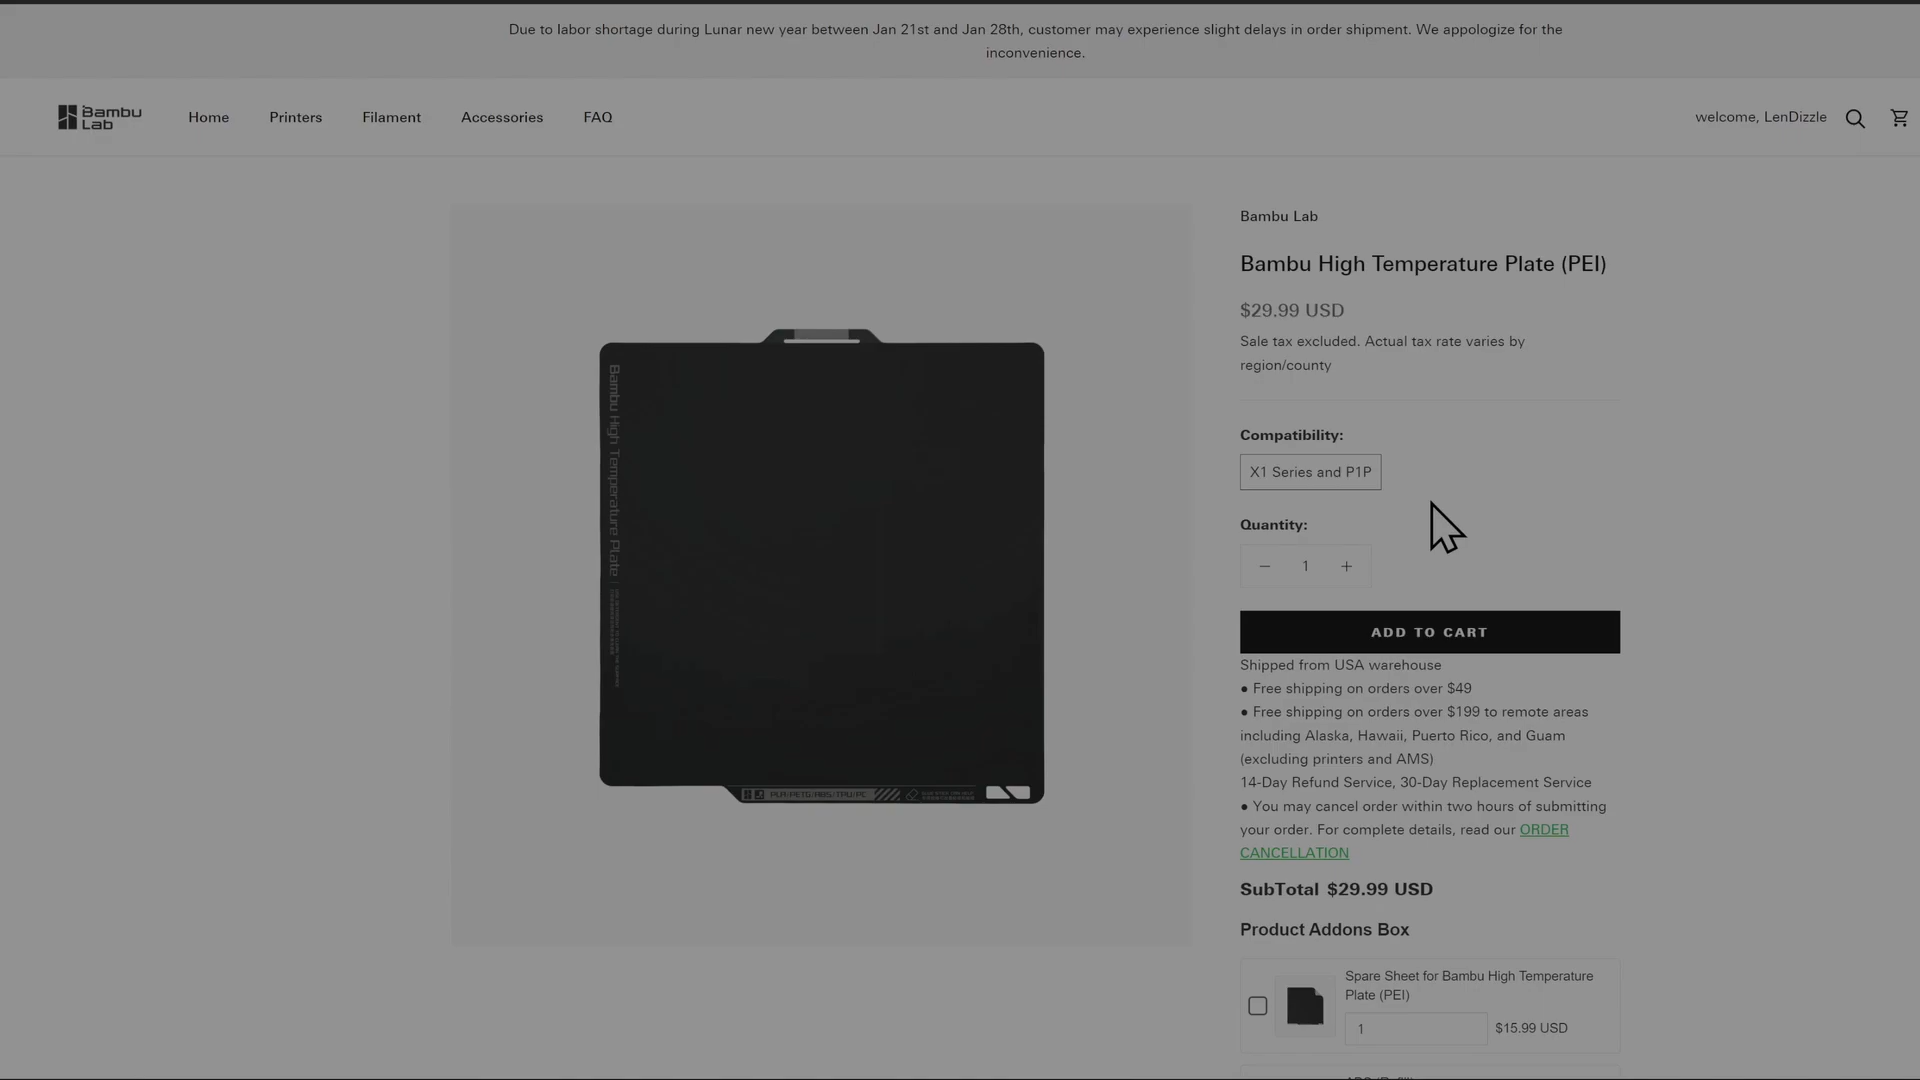 Due to labor shortage during Lunar new year between Jan 21st and Jan 28th, customer may experience slight delays in order shipment. We appologize for the
inconvenience.
Bambu
Lab
Home
Printers
Filament
Accessories
FAQ
welcome, LenDizzle
Bambu Lab
Bambu High Temperature Plate (PEI)
$29.99 USD
Sale tax excluded. Actual tax rate varies by
region/county
Compatibility:
X1 Series and P1P
Quantity:
− 1 +
ADD TO CART
Shipped from USA warehouse
● Free shipping on orders over $49
● Free shipping on orders over $199 to remote areas
including Alaska, Hawaii, Puerto Rico, and Guam
(excluding printers and AMS)
14-Day Refund Service, 30-Day Replacement Service
● You may cancel order within two hours of submitting
your order. For complete details, read our ORDER
CANCELLATION
SubTotal $29.99 USD
Product Addons Box
Spare Sheet for Bambu High Temperature
Plate (PEI)
1
$15.99 USD
Bambu High Temperature Plate
PLA/PETG/ABS/TPU/PC